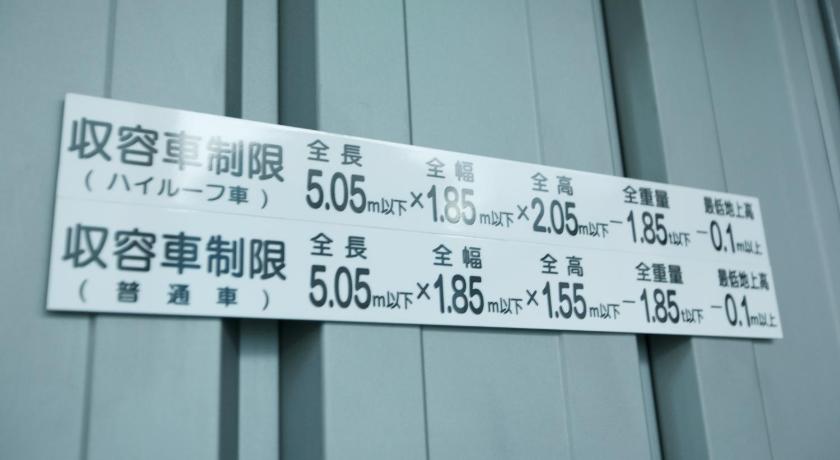 収容車制限 全長 全幅 全高 全重量 最低地上高
(ハイルーフ車) 5.05m以下×1.85m以下×2.05m以下−1.85t以下−0.1m以上
収容車制限 全長 全幅 全高 全重量 最低地上高
(普通車) 5.05m以下×1.85m以下×1.55m以下−1.85t以下−0.1m以上